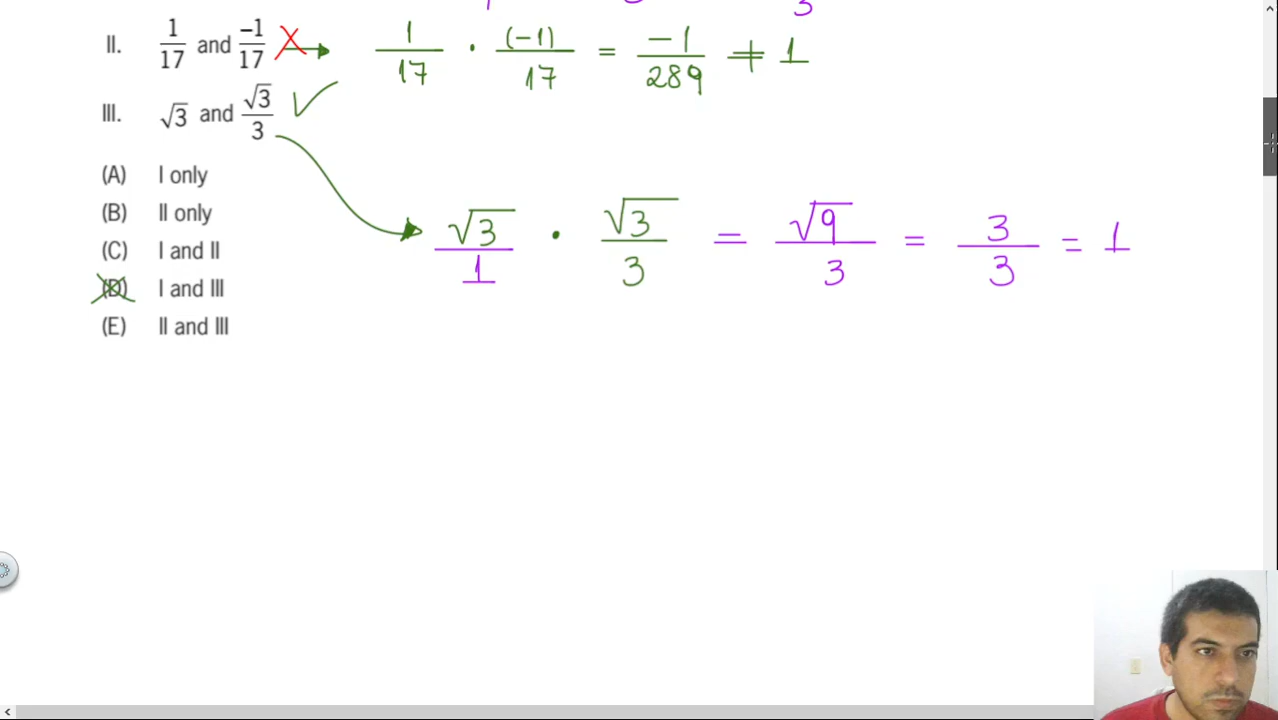 3
II. 1/17 and -1/17 X → 1/17 · (-1)/17 = -1/289 ≠ 1
III. √3 and √3/3 ✓
(A) I only
(B) II only
(C) I and II
(D) I and III
(E) II and III
√3/1 · √3/3 = √9/3 = 3/3 = 1